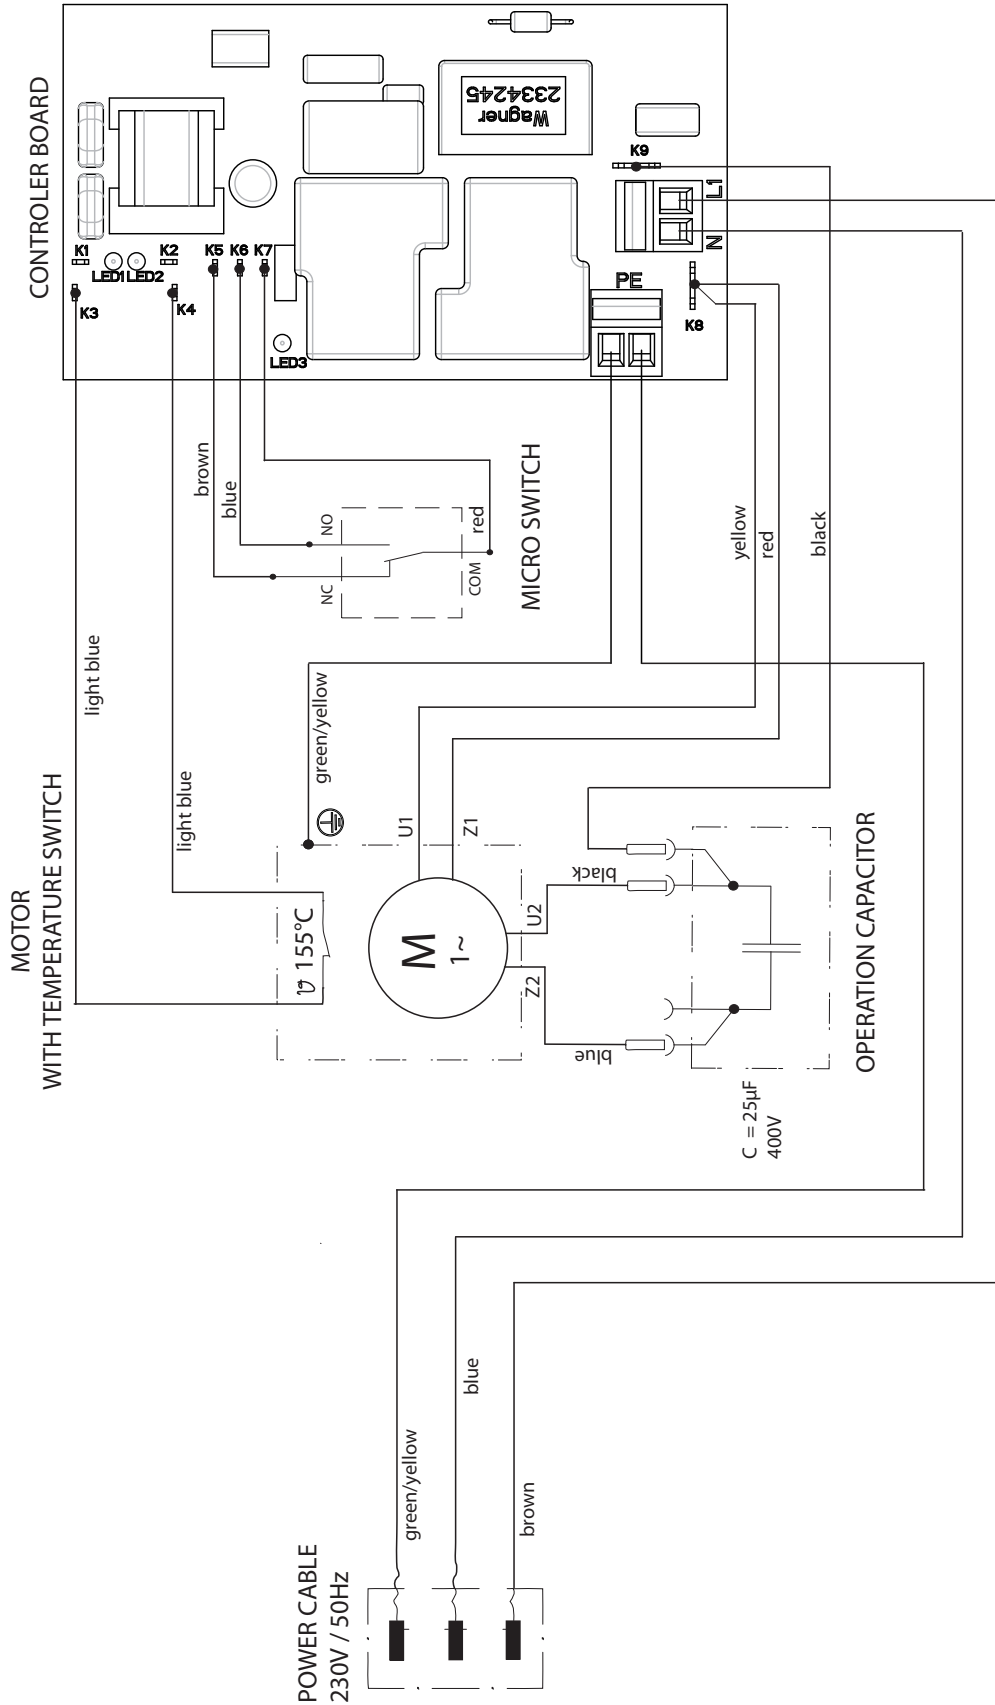 CONTROLER BOARD
Wagner
2334245
K9
L1
N
K1
LED1
LED2
K2
K5
K6
K7
K3
K4
LED3
PE
K8
brown
blue
NO
NC
red
COM
MICRO SWITCH
yellow
red
black
light blue
light blue
green/yellow
MOTOR
WITH TEMPERATURE SWITCH
ϑ 155°C
U1
Z1
M
1~
U2
Z2
black
blue
OPERATION CAPACITOR
C = 25µF
400V
green/yellow
blue
brown
POWER CABLE
230V / 50Hz